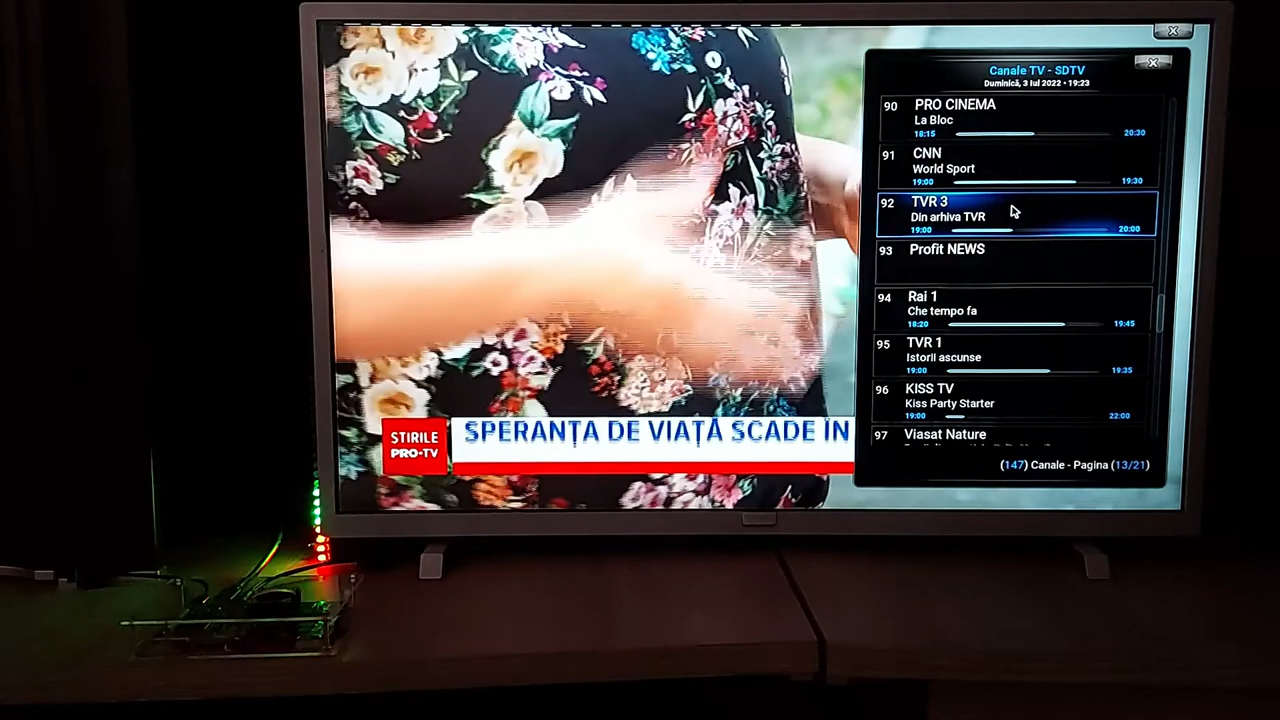 Canale TV - SDTV
Duminică, 3 Iul 2022 • 19:23
90 PRO CINEMA
La Bloc
18:15 20:30
91 CNN
World Sport
19:00 19:30
92 TVR 3
Din arhiva TVR
19:00 20:00
93 Profit NEWS
94 Rai 1
Che tempo fa
18:20 19:45
95 TVR 1
Istorii ascunse
19:00 19:35
96 KISS TV
Kiss Party Starter
19:00 22:00
97 Viasat Nature
(147) Canale - Pagina (13/21)
ȘTIRILE
PRO•TV
SPERANȚA DE VIAȚĂ SCADE ÎN